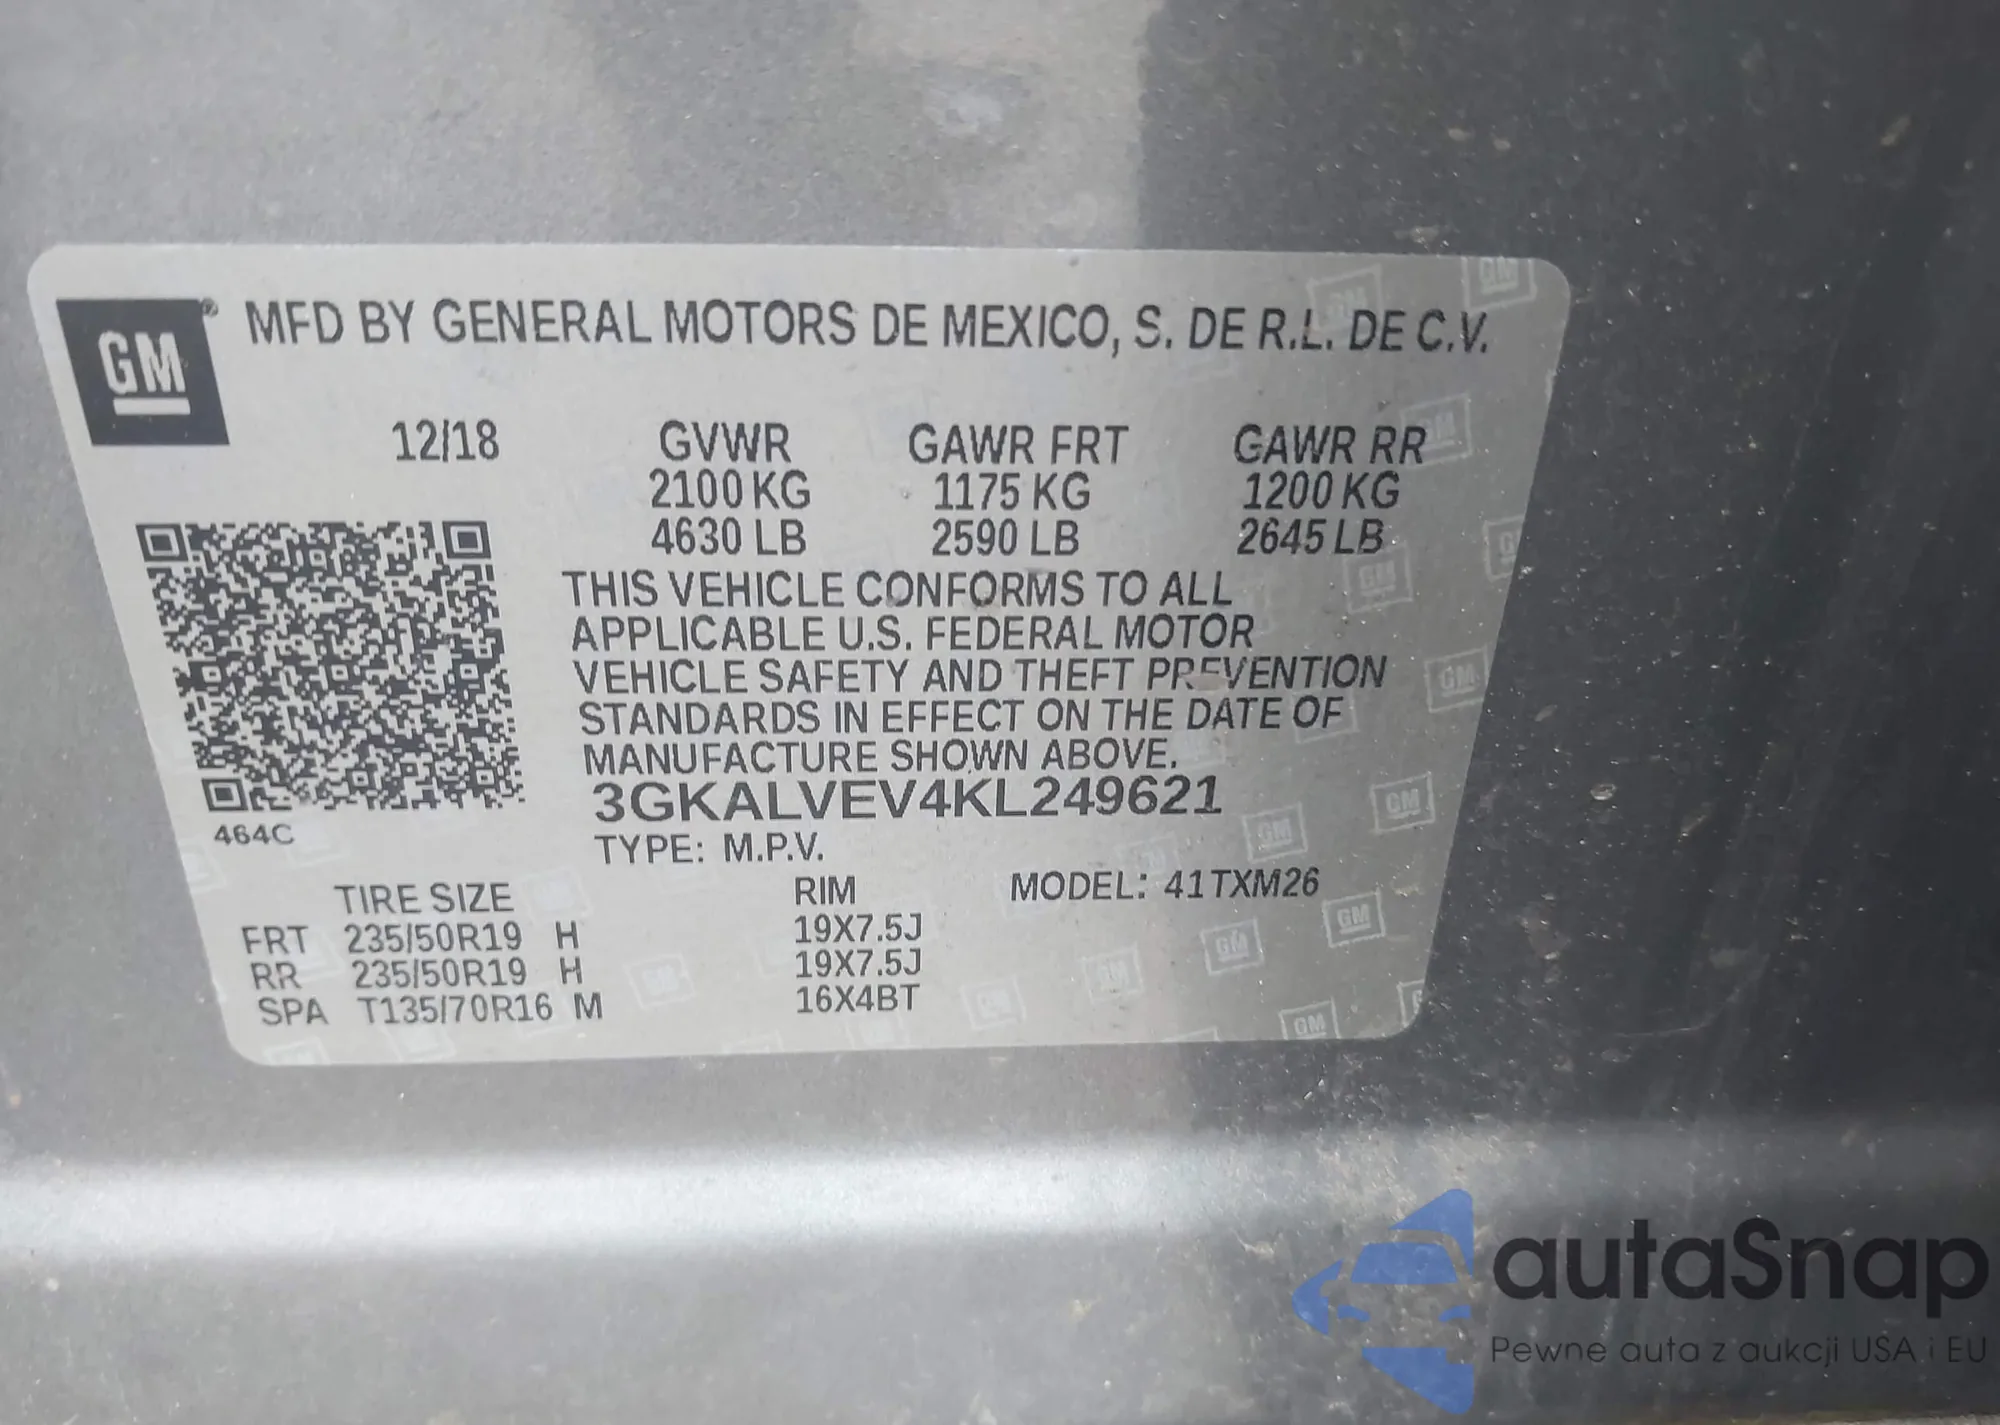 GM ® MFD BY GENERAL MOTORS DE MEXICO, S. DE R.L. DE C.V.
12/18 GVWR GAWR FRT GAWR RR
2100 KG 1175 KG 1200 KG
4630 LB 2590 LB 2645 LB
THIS VEHICLE CONFORMS TO ALL
APPLICABLE U.S. FEDERAL MOTOR
VEHICLE SAFETY AND THEFT PREVENTION
STANDARDS IN EFFECT ON THE DATE OF
MANUFACTURE SHOWN ABOVE.
3GKALVEV4KL249621
464C
TYPE: M.P.V.
TIRE SIZE RIM MODEL: 41TXM26
FRT 235/50R19 H 19X7.5J
RR 235/50R19 H 19X7.5J
SPA T135/70R16 M 16X4BT
autaSnap
Pewne auta z aukcji USA i EU